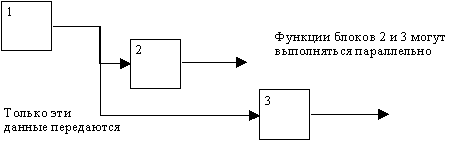 1
2
Функции блоков 2 и 3 могут
выполняться параллельно
3
Только эти
данные передаются